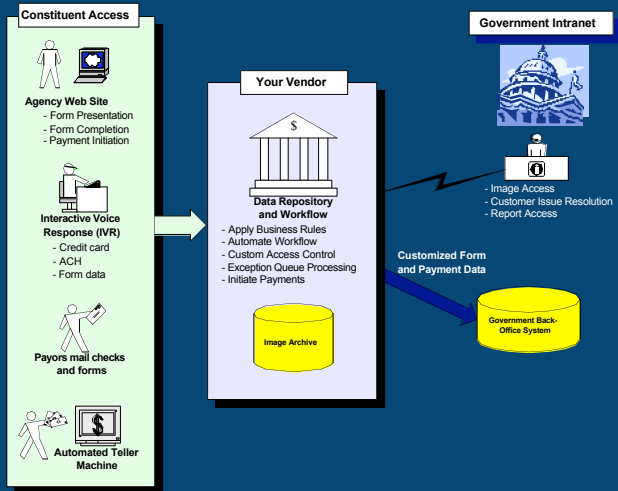 Constituent Access
Agency Web Site
- Form Presentation
- Form Completion
- Payment Initiation
Interactive Voice
Response (IVR)
- Credit card
- ACH
- Form data
Payors mail checks
and forms
$
Automated Teller
Machine
Your Vendor
$
Data Repository
and Workflow
- Apply Business Rules
- Automate Workflow
- Custom Access Control
- Exception Queue Processing
- Initiate Payments
Image Archive
Government Intranet
- Image Access
- Customer Issue Resolution
- Report Access
Customized Form
and Payment Data
Government Back-
Office System